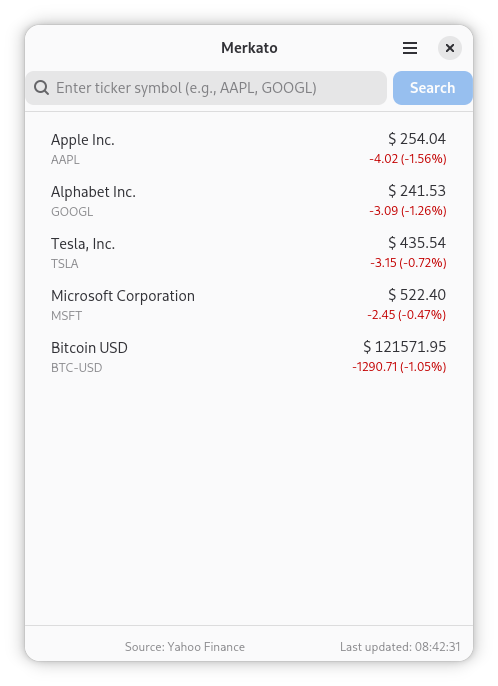 Merkato
Enter ticker symbol (e.g., AAPL, GOOGL)
Search
Apple Inc.
$ 254.04
AAPL
-4.02 (-1.56%)
Alphabet Inc.
$ 241.53
GOOGL
-3.09 (-1.26%)
Tesla, Inc.
$ 435.54
TSLA
-3.15 (-0.72%)
Microsoft Corporation
$ 522.40
MSFT
-2.45 (-0.47%)
Bitcoin USD
$ 121571.95
BTC-USD
-1290.71 (-1.05%)
Source: Yahoo Finance
Last updated: 08:42:31